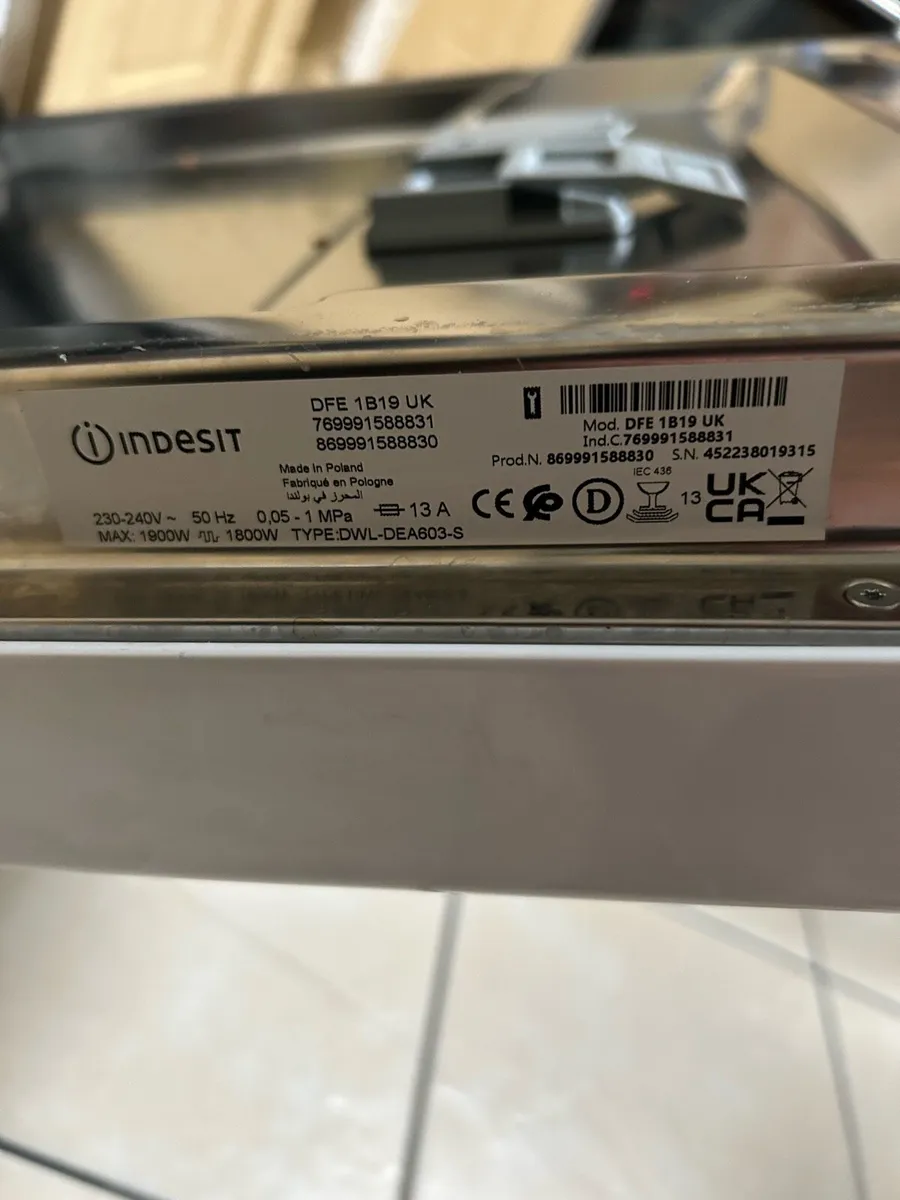 INDESIT
DFE 1B19 UK
769991588831
869991588830
Made in Poland
Fabriqué en Pologne
المحرز في بولندا
230-240V ~ 50 Hz 0,05 - 1 MPa 13 A
MAX: 1900W 1800W TYPE:DWL-DEA603-S
Mod. DFE 1B19 UK
Ind.C.769991588831
Prod.N. 869991588830 S.N. 452238019315
IEC 436
CE D 13 UK
CA